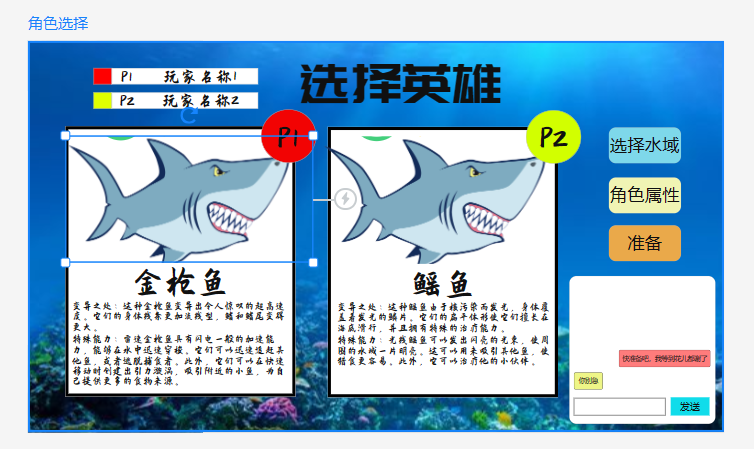 角色选择
P1 玩家名称1
P2 玩家名称2
选择英雄
P1
P2
选择水域
角色属性
准备
金枪鱼
变异之处：这种金枪鱼变异出令人惊叹的超高速
度。它们的身体线条更加流线型，鳍和鳍尾变得
更大。
特殊能力：雷速金枪鱼具有闪电一般的加速能
力，能够在水中迅速穿梭。它们可以迅速追赶其
他鱼，或者逃脱捕食者。此外，它们可以在快速
移动时创建出引力漩涡，吸引附近的小鱼，为自
己提供更多的食物来源。
鳐鱼
变异之处：这种鳐鱼由于核污染而发光，身体覆
盖着发光的鳞片。它们的扁平体形使它们擅长在
海底滑行，并且拥有特殊的治疗能力。
特殊能力：光线鳐鱼可以发出闪亮的光束，使周
围的水域一片明亮。这可以用来吸引其他鱼，使
猎食更容易。此外，它可以治疗他的小伙伴。
快准备吧，我等到花儿都谢了
你别急
发送